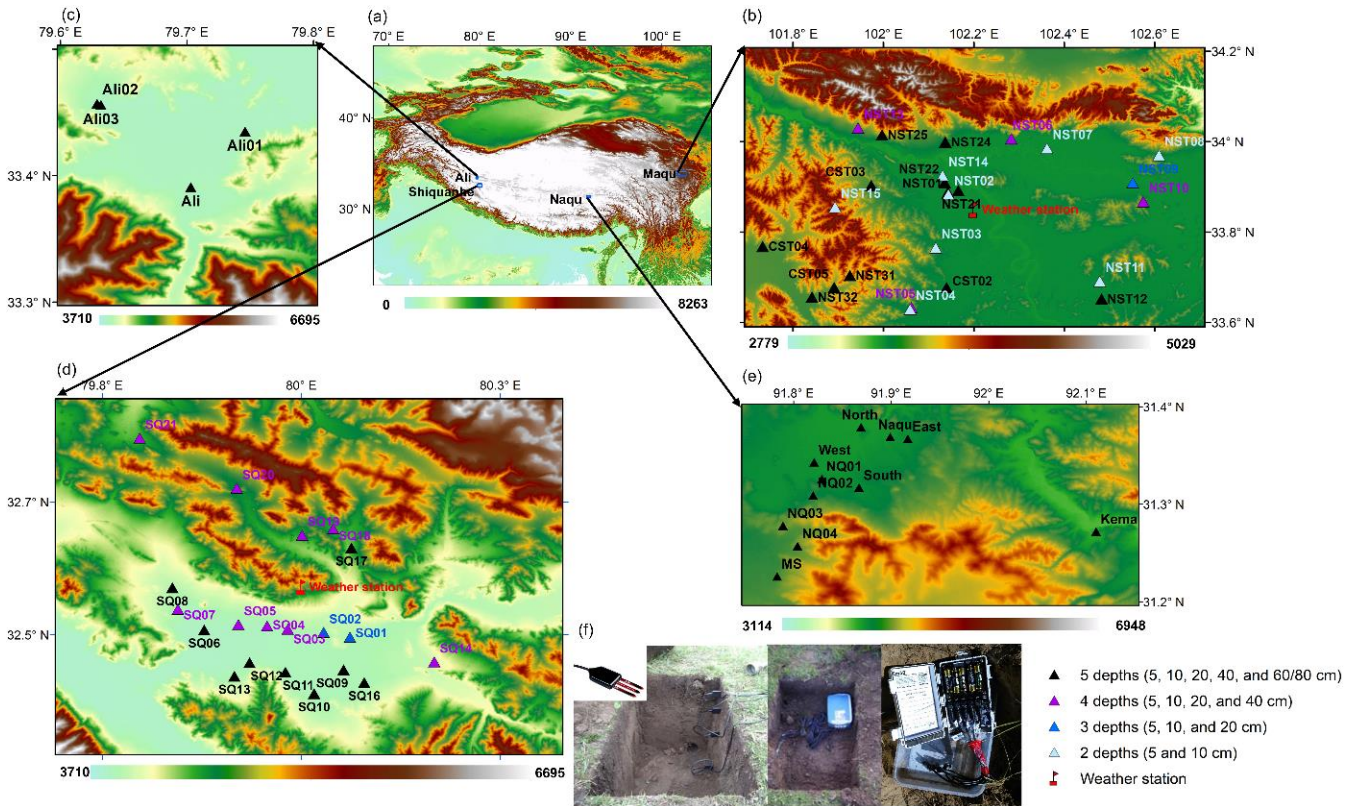 (c)
79.6° E
79.7° E
79.8° E
Ali02
Ali03
Ali01
Ali
33.4° N
33.3° N
3710
6695
(a)
70° E
80° E
90° E
100° E
40° N
30° N
Ali
Shiquanhe
Naqu
Maqu
0
8263
(b)
101.8° E
102° E
102.2° E
102.4° E
102.6° E
34.2° N
34° N
33.8° N
33.6° N
NST25
NST24
NST06
NST07
NST08
NST22
NST14
CST03
NST01
NST02
NST09
NST10
NST15
NST21
Weather station
NST03
CST04
CST05
NST31
CST02
NST11
NST32
NST05
NST04
NST12
2779
5029
(d)
79.8° E
80° E
80.3° E
32.7° N
32.5° N
SQ21
SQ20
SQ19
SQ18
SQ17
Weather station
SQ08
SQ07
SQ05
SQ02
SQ06
SQ04
SQ03
SQ01
SQ14
SQ12
SQ13
SQ11
SQ09
SQ16
SQ10
3710
6695
(e)
91.8° E
91.9° E
92° E
92.1° E
31.4° N
31.3° N
31.2° N
North
Naqu
East
West
NQ01
NQ02
South
NQ03
NQ04
MS
Kema
3114
6948
(f)
5 depths (5, 10, 20, 40, and 60/80 cm)
4 depths (5, 10, 20, and 40 cm)
3 depths (5, 10, and 20 cm)
2 depths (5 and 10 cm)
Weather station